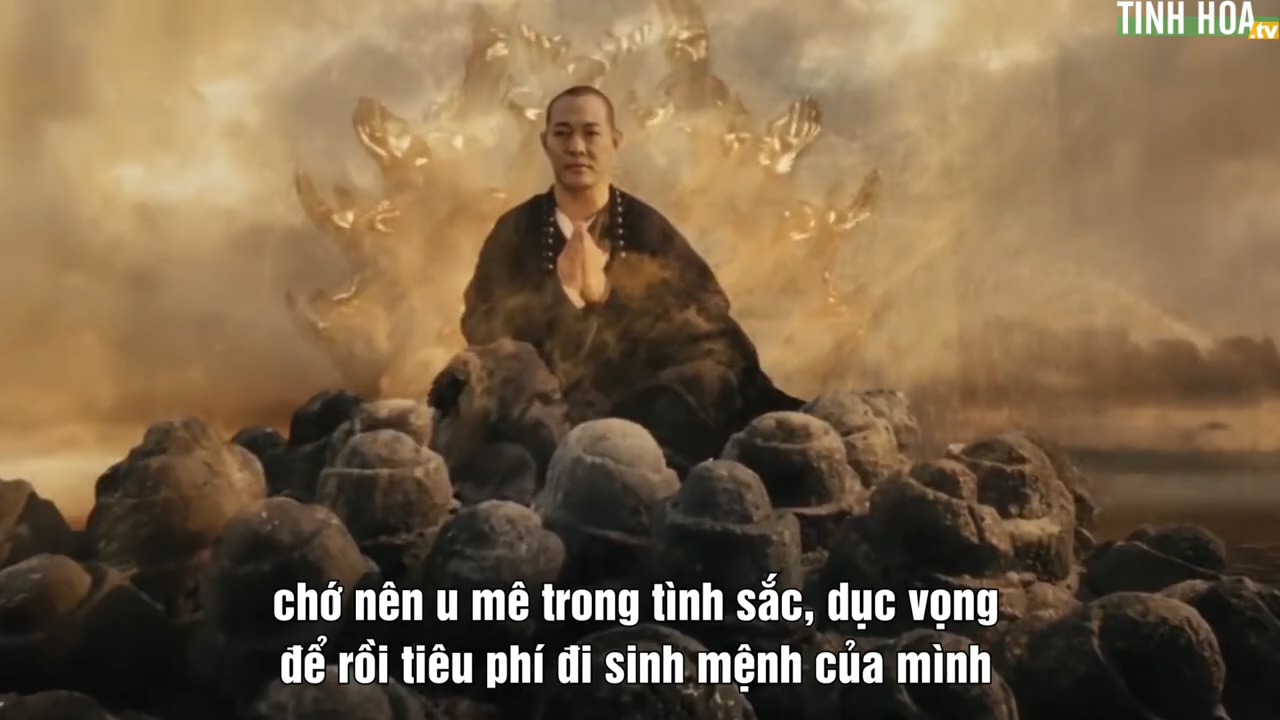 TINH HOA
.tv
chớ nên u mê trong tình sắc, dục vọng
để rồi tiêu phí đi sinh mệnh của mình